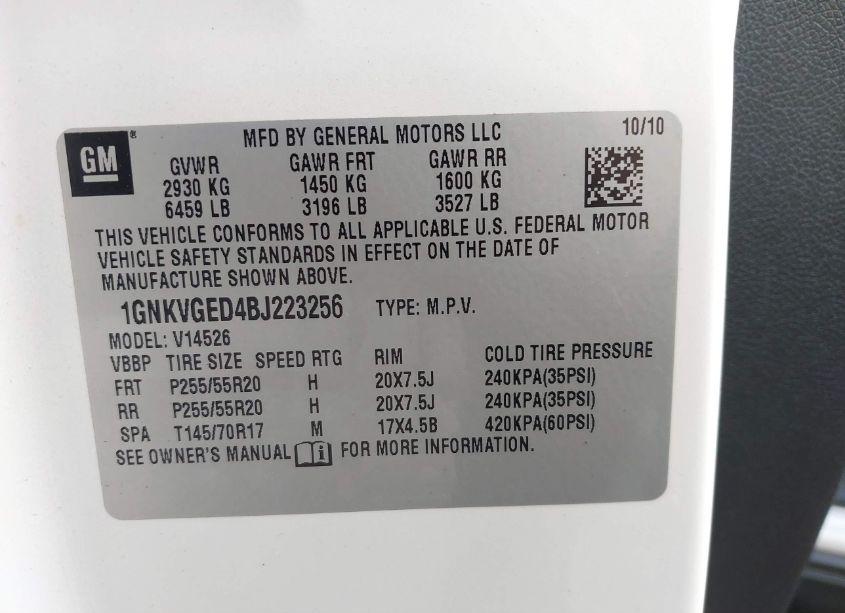 GM ®
MFD BY GENERAL MOTORS LLC 10/10
GVWR GAWR FRT GAWR RR
2930 KG 1450 KG 1600 KG
6459 LB 3196 LB 3527 LB
THIS VEHICLE CONFORMS TO ALL APPLICABLE U.S. FEDERAL MOTOR
VEHICLE SAFETY STANDARDS IN EFFECT ON THE DATE OF
MANUFACTURE SHOWN ABOVE.
1GNKVGED4BJ223256 TYPE: M.P.V.
MODEL: V14526
VBBP TIRE SIZE SPEED RTG RIM COLD TIRE PRESSURE
FRT P255/55R20 H 20X7.5J 240KPA(35PSI)
RR P255/55R20 H 20X7.5J 240KPA(35PSI)
SPA T145/70R17 M 17X4.5B 420KPA(60PSI)
SEE OWNER'S MANUAL i FOR MORE INFORMATION.